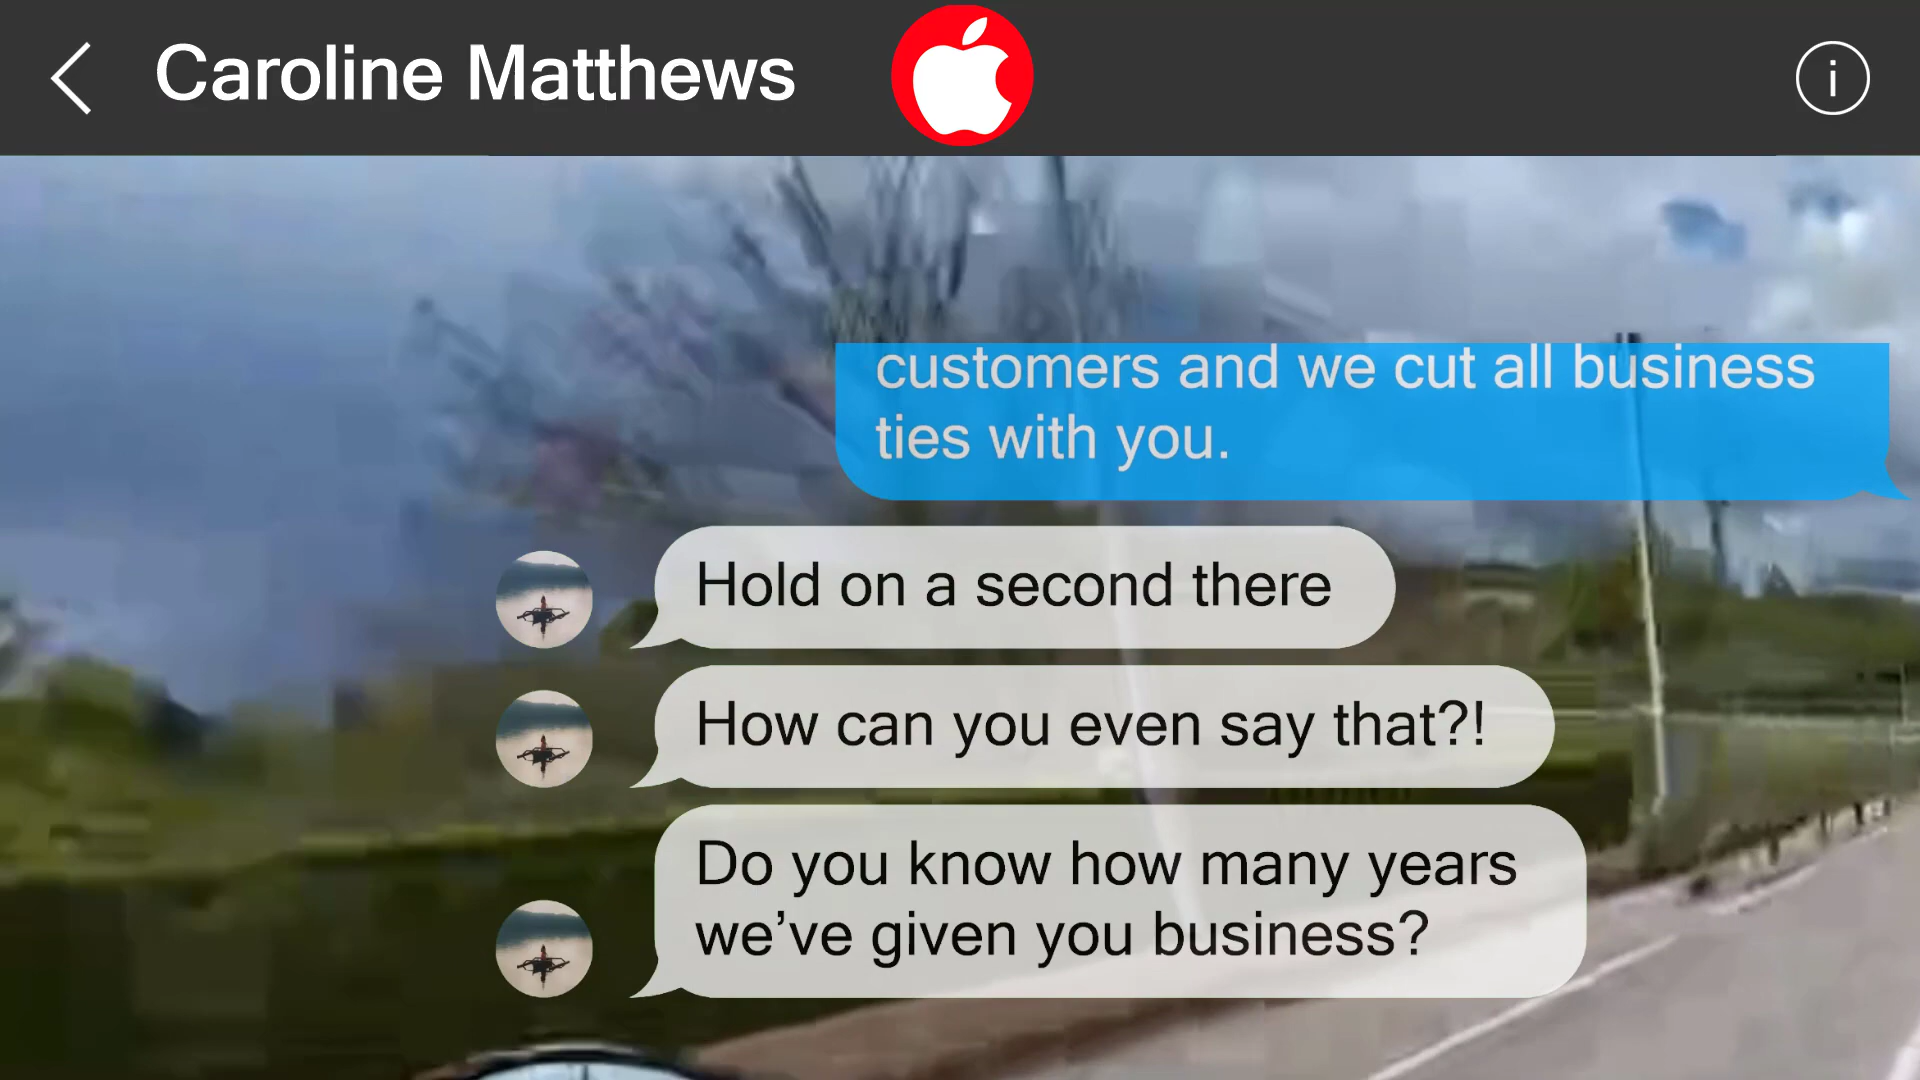 Caroline Matthews
i
customers and we cut all business
ties with you.
Hold on a second there
How can you even say that?!
Do you know how many years
we’ve given you business?